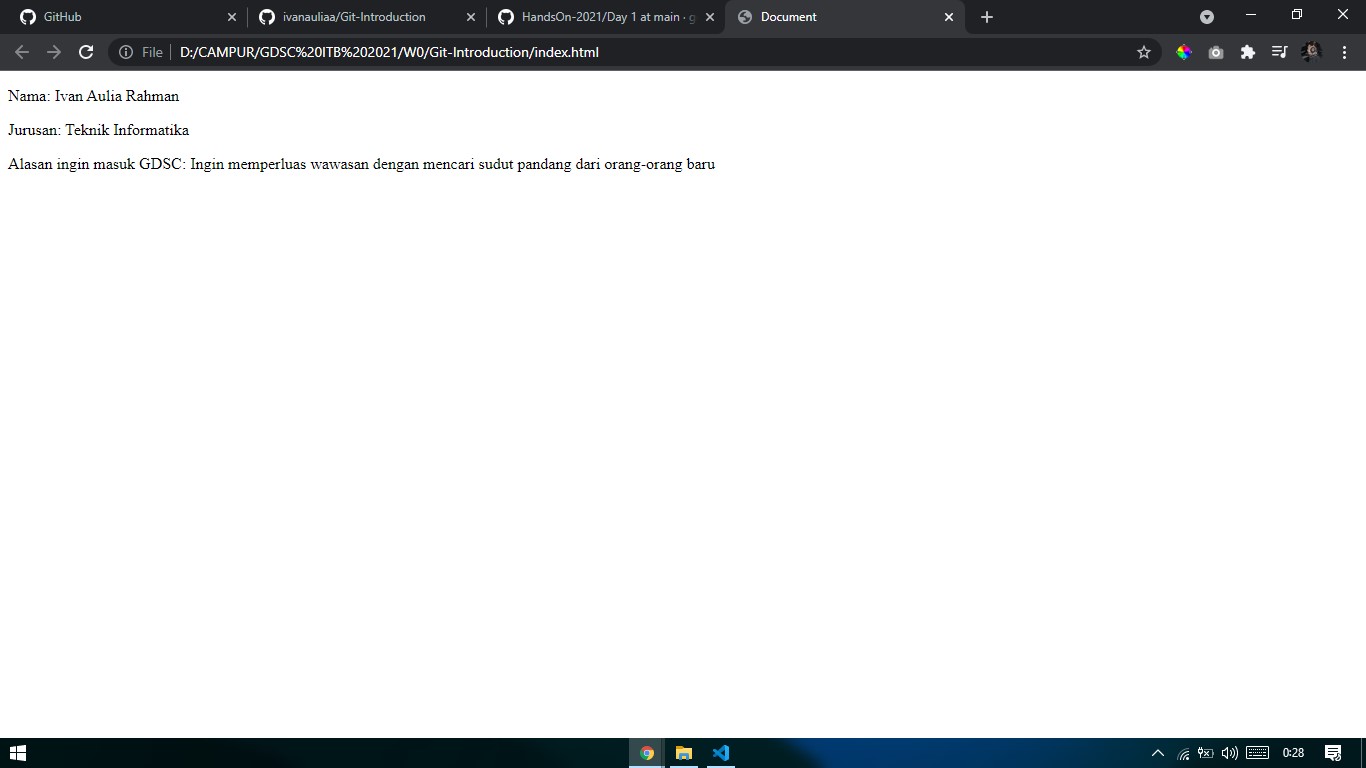 GitHub
ivanauliaa/Git-Introduction
HandsOn-2021/Day 1 at main · g
Document
File
D:/CAMPUR/GDSC%20ITB%202021/W0/Git-Introduction/index.html
Nama: Ivan Aulia Rahman
Jurusan: Teknik Informatika
Alasan ingin masuk GDSC: Ingin memperluas wawasan dengan mencari sudut pandang dari orang-orang baru
0:28